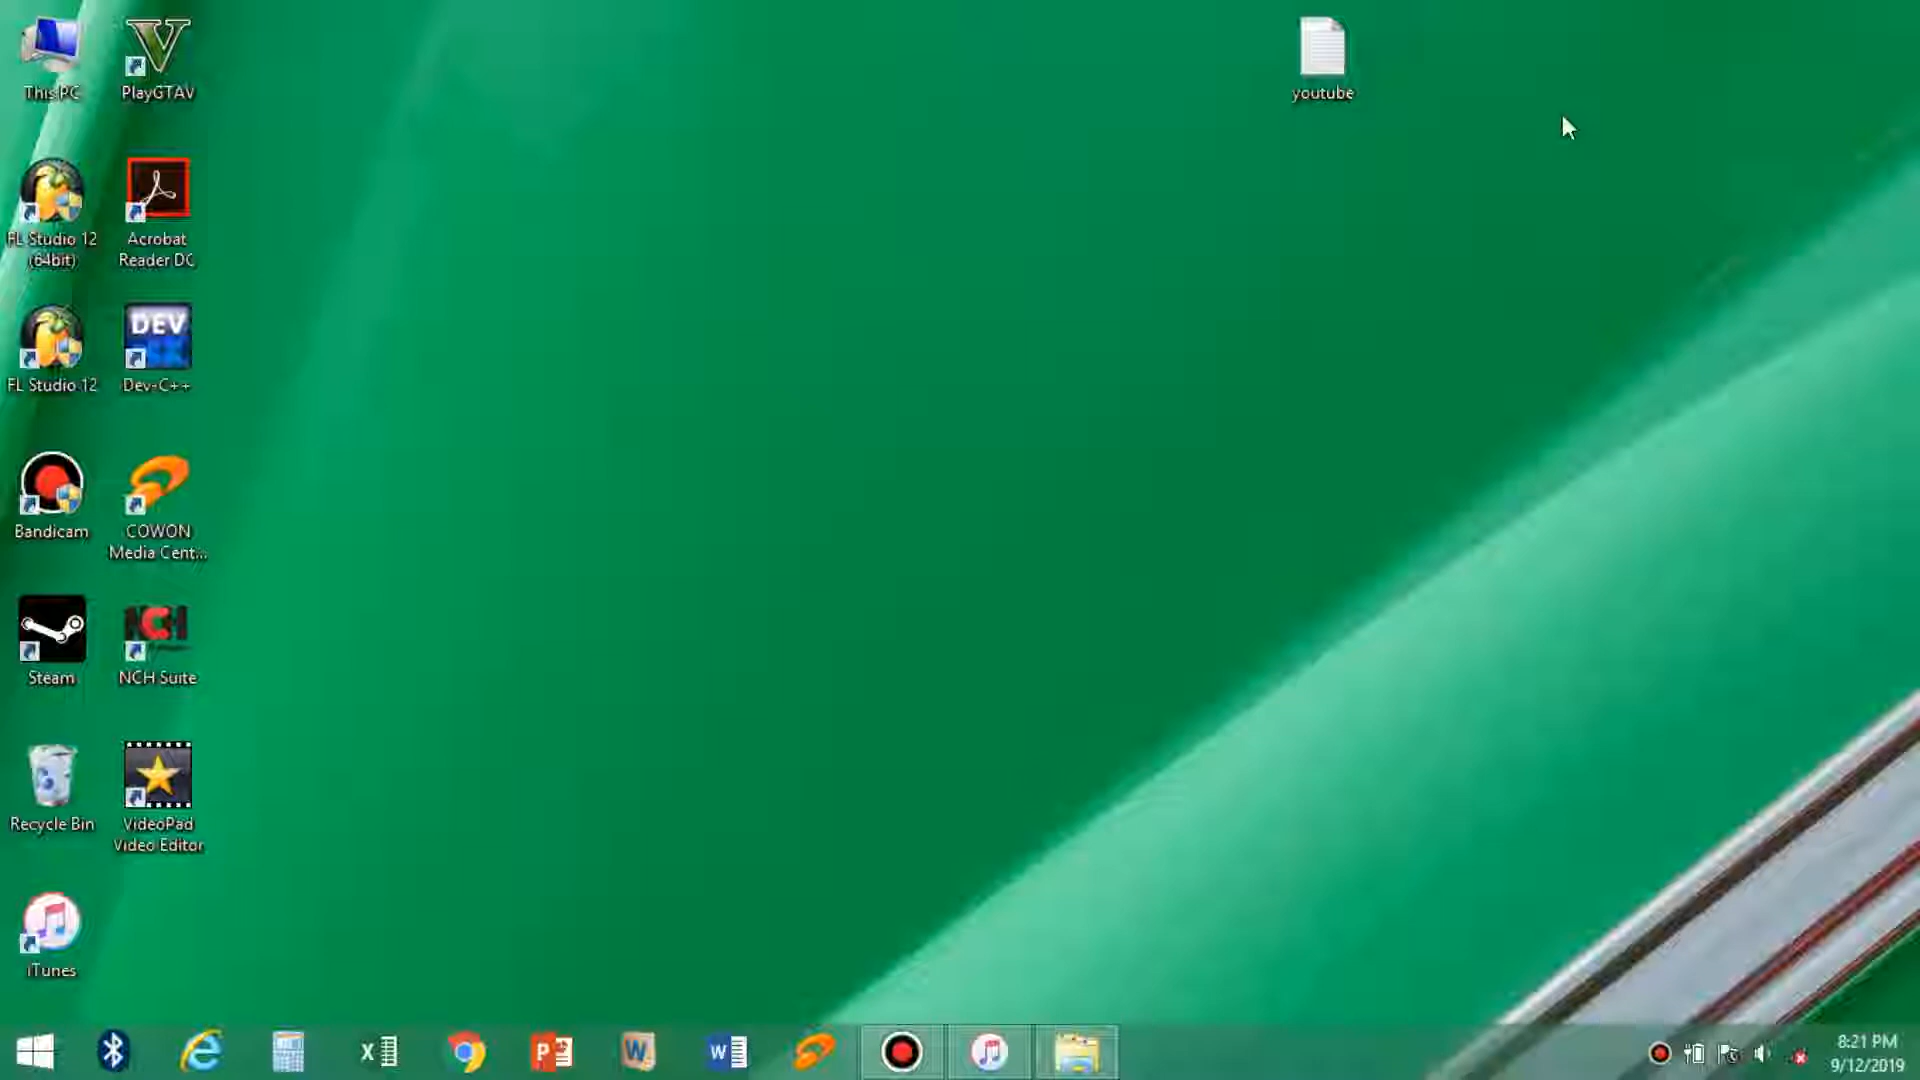 This PC
PlayGTAV
youtube
FL Studio 12
(64bit)
Acrobat
Reader DC
DEV
FL Studio 12
Dev-C++
Bandicam
COWON
Media Cent...
NCH
Steam
NCH Suite
Recycle Bin
VideoPad
Video Editor
iTunes
8:21 PM
9/12/2019